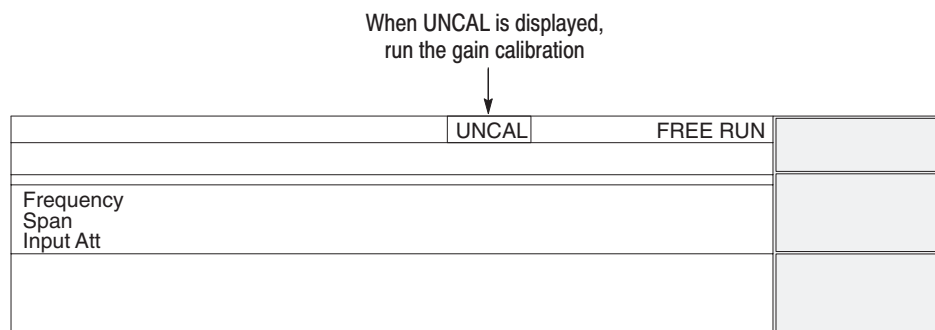 When UNCAL is displayed,
run the gain calibration
UNCAL FREE RUN
Frequency
Span
Input Att